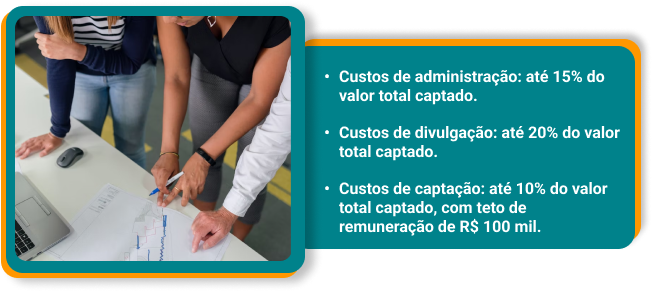 • Custos de administração: até 15% do
valor total captado.
• Custos de divulgação: até 20% do valor
total captado.
• Custos de captação: até 10% do valor
total captado, com teto de
remuneração de R$ 100 mil.